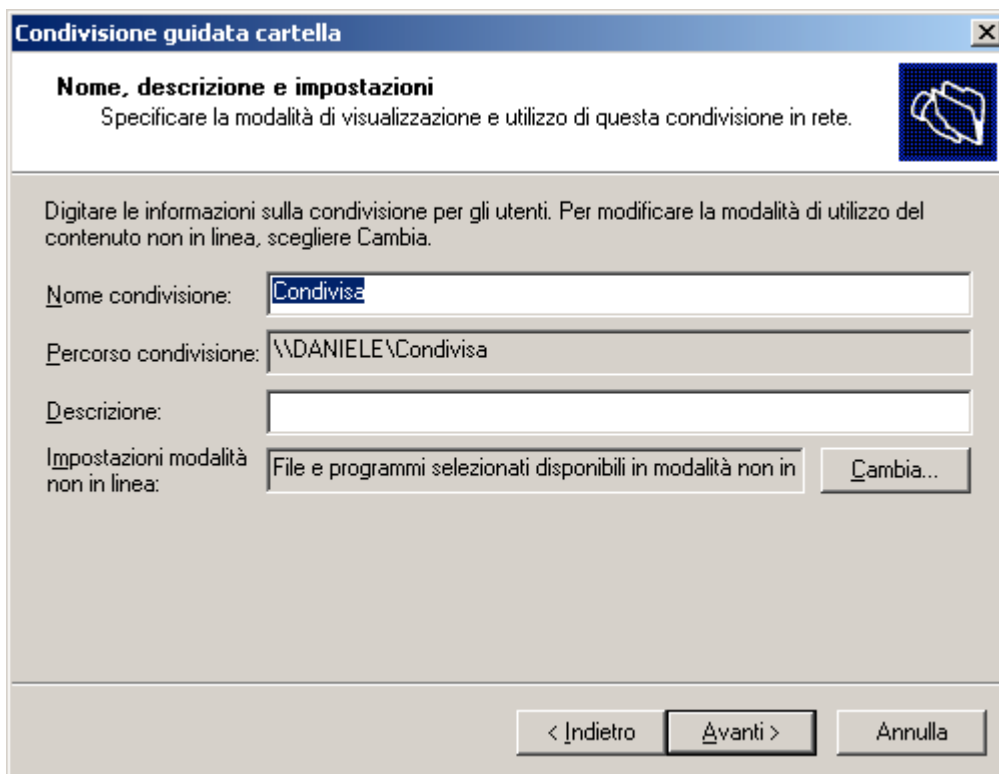 Condivisione guidata cartella
Nome, descrizione e impostazioni
Specificare la modalità di visualizzazione e utilizzo di questa condivisione in rete.
Digitare le informazioni sulla condivisione per gli utenti. Per modificare la modalità di utilizzo del
contenuto non in linea, scegliere Cambia.
Nome condivisione: Condivisa
Percorso condivisione: \\DANIELE\Condivisa
Descrizione:
Impostazioni modalità
non in linea: File e programmi selezionati disponibili in modalità non in Cambia...
< Indietro Avanti > Annulla